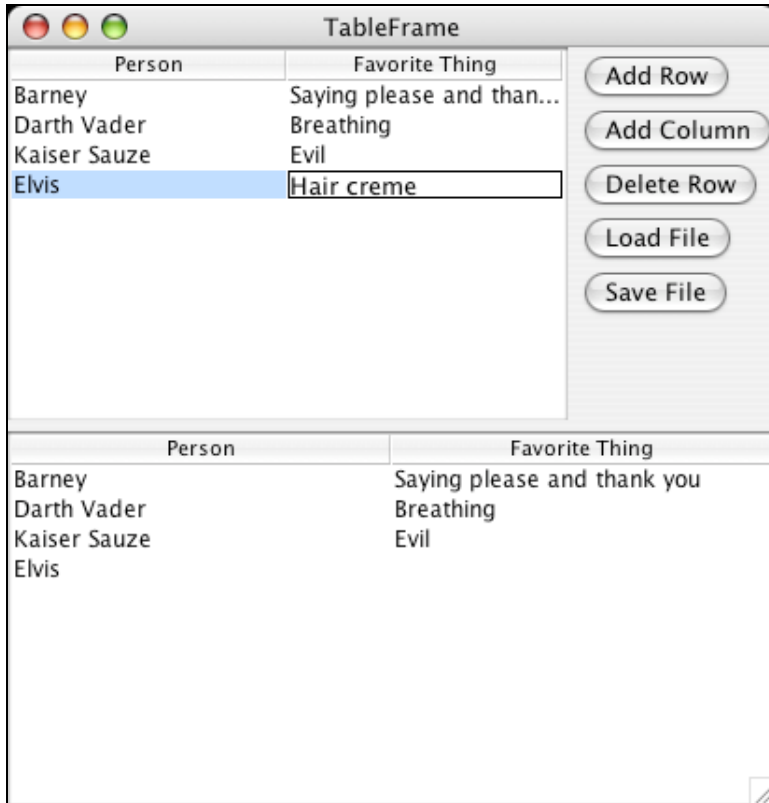 TableFrame
Person Favorite Thing
Barney Saying please and than...
Darth Vader Breathing
Kaiser Sauze Evil
Elvis Hair creme
Add Row
Add Column
Delete Row
Load File
Save File
Person Favorite Thing
Barney Saying please and thank you
Darth Vader Breathing
Kaiser Sauze Evil
Elvis